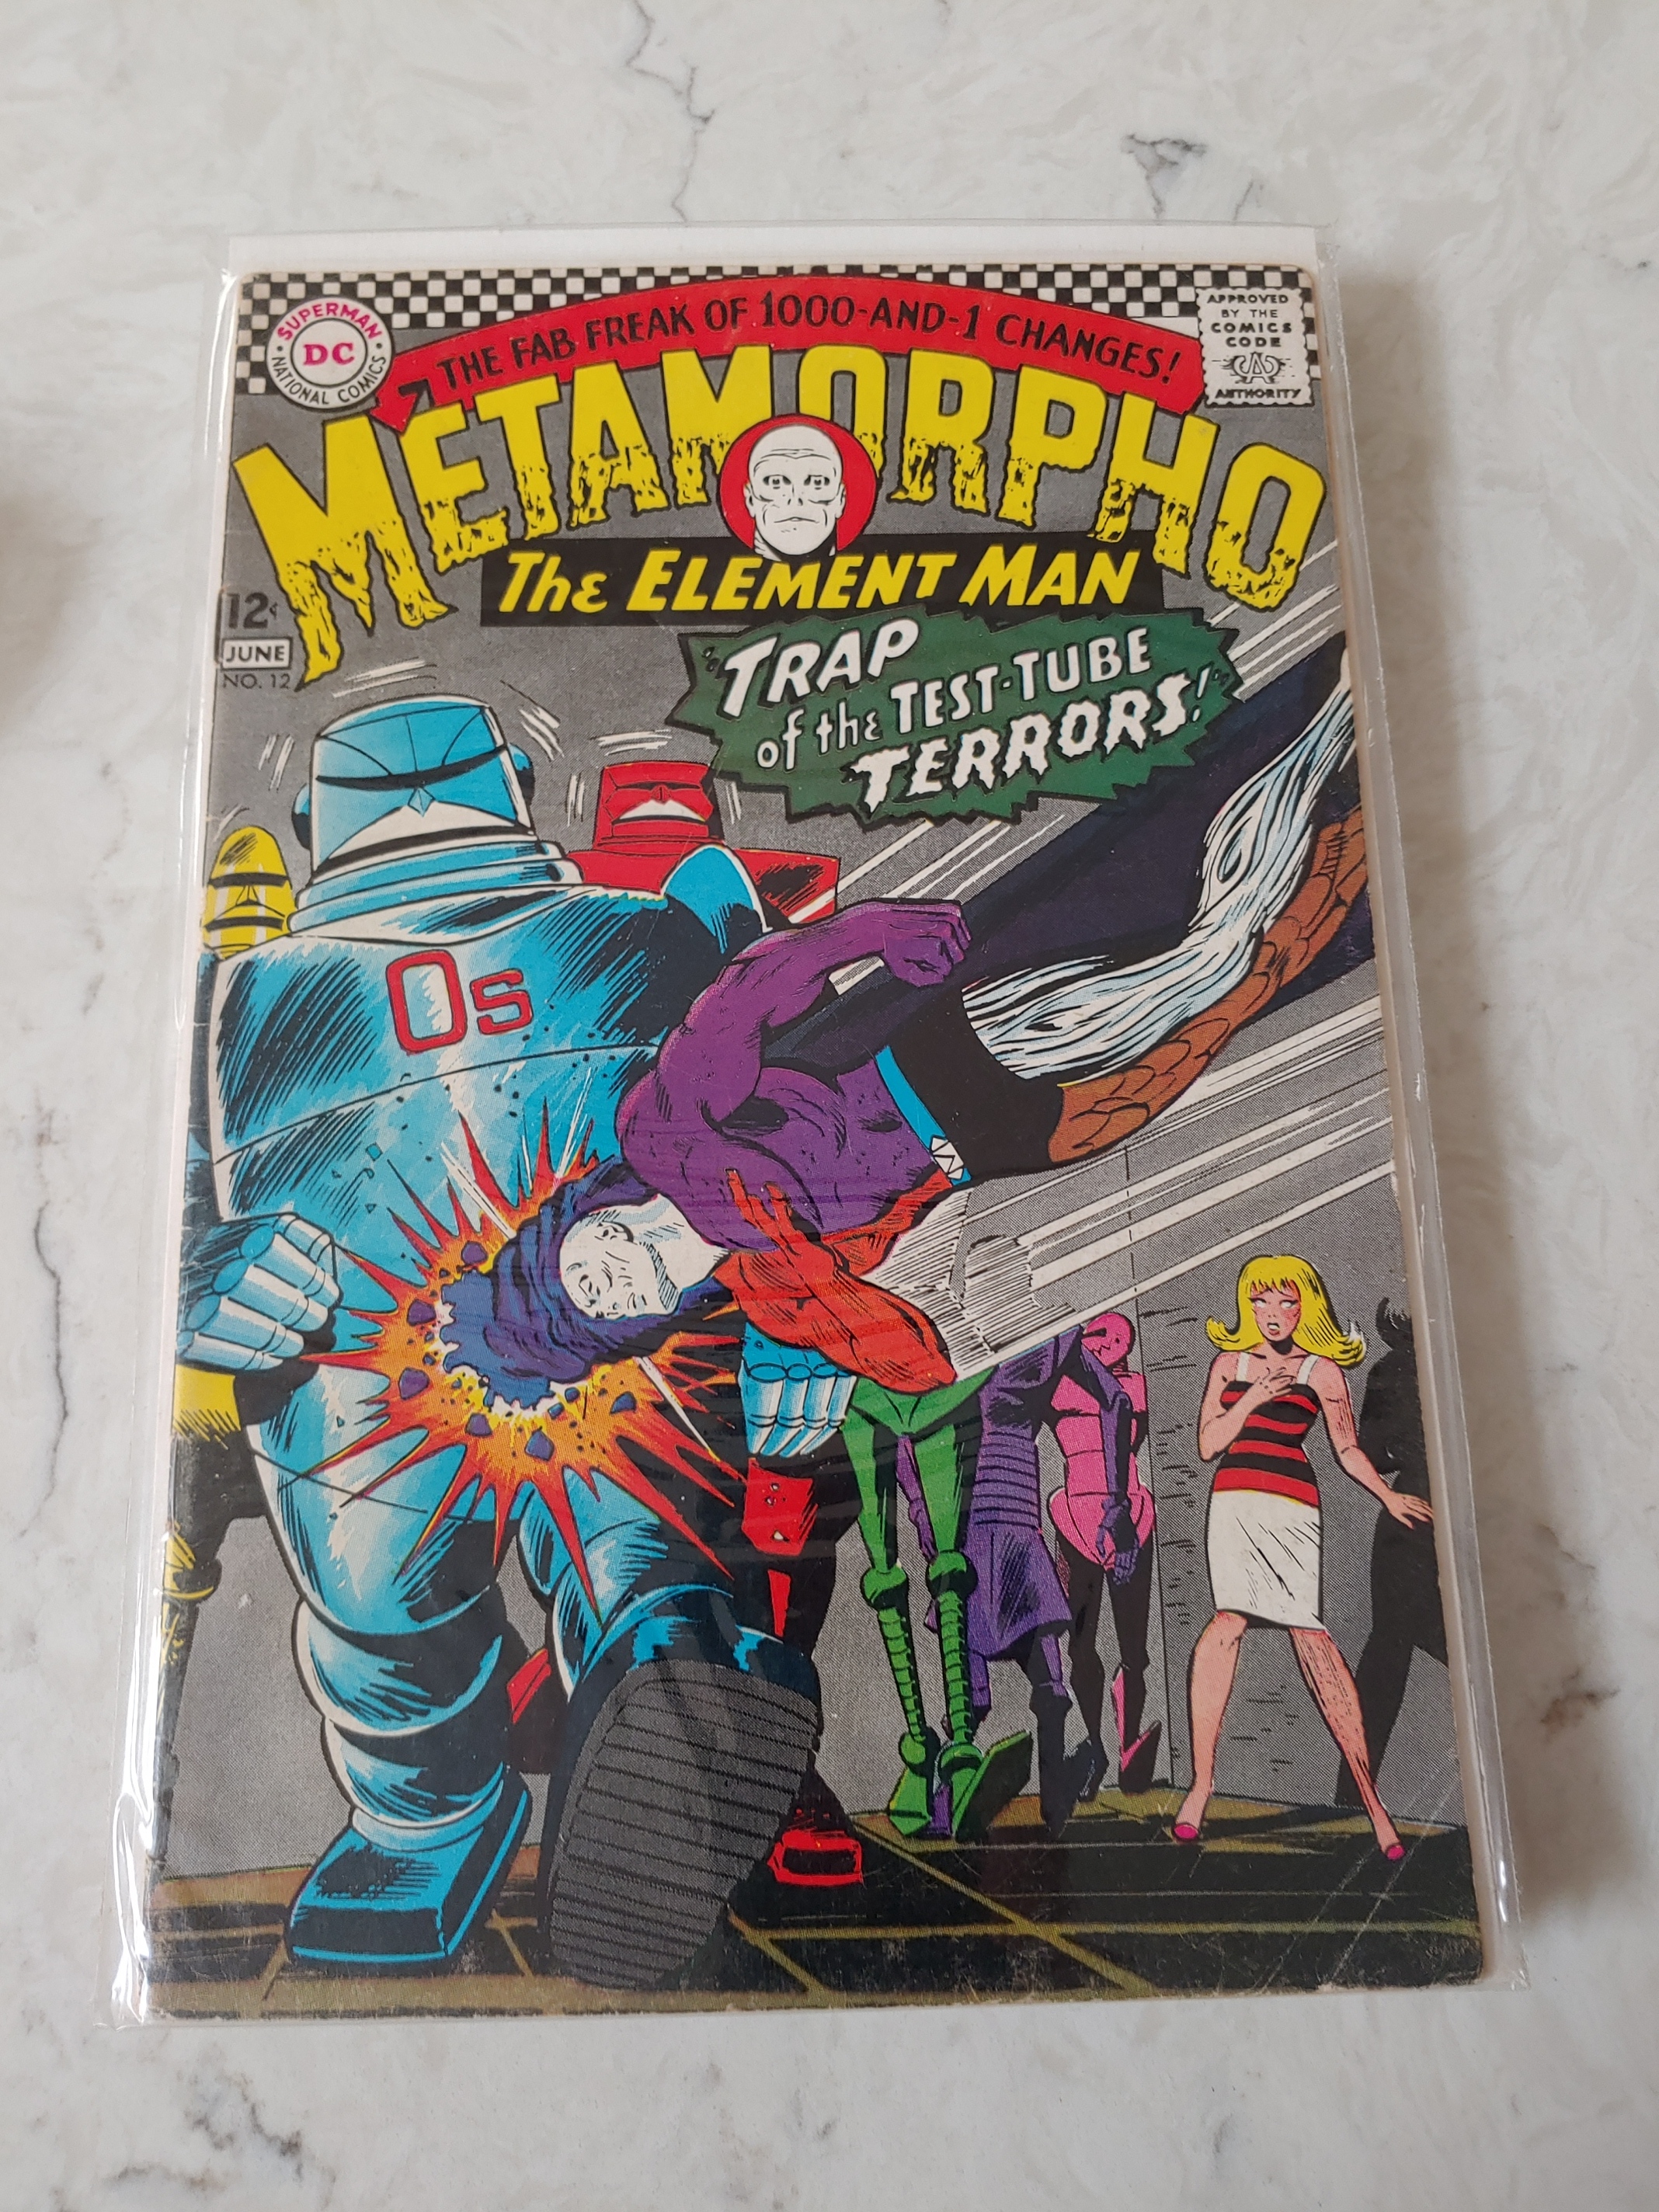 SUPERMAN
DC
NATIONAL COMICS
THE FAB FREAK OF 1000-AND-1 CHANGES!
APPROVED
BY THE
COMICS
CODE
AUTHORITY
METAMORPHO
The ELEMENT MAN
12¢
JUNE
NO. 12
"TRAP
of the TEST-TUBE
TERRORS!"
Os